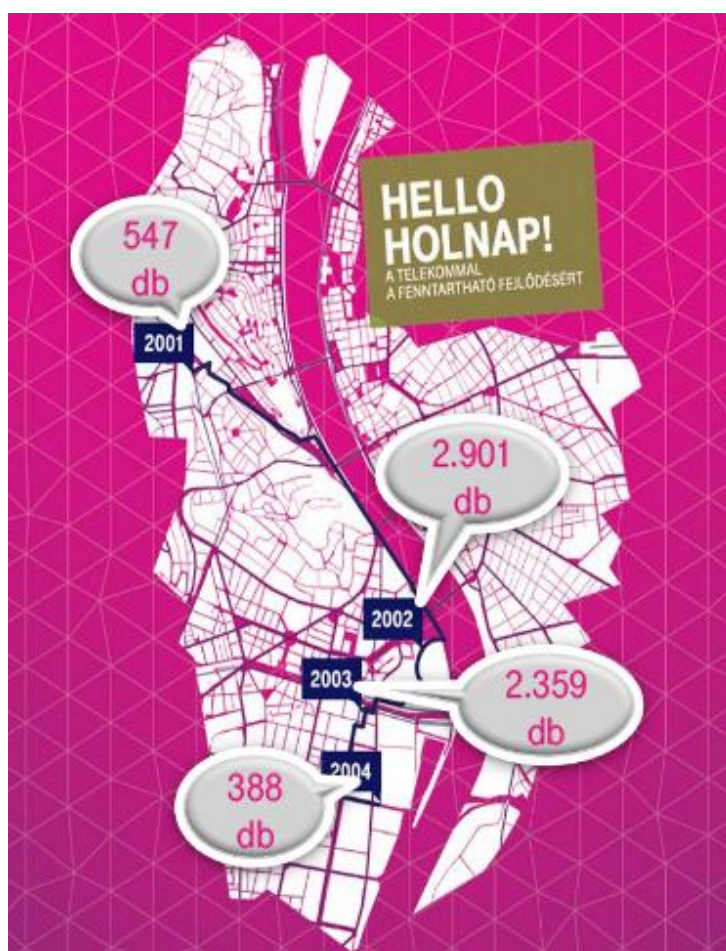 HELLO
HOLNAP!
A TELEKOMMAL
A FENNTARTHATÓ FEJLŐDÉSÉRT
547
db
2001
2.901
db
2002
2003
2.359
db
2004
388
db